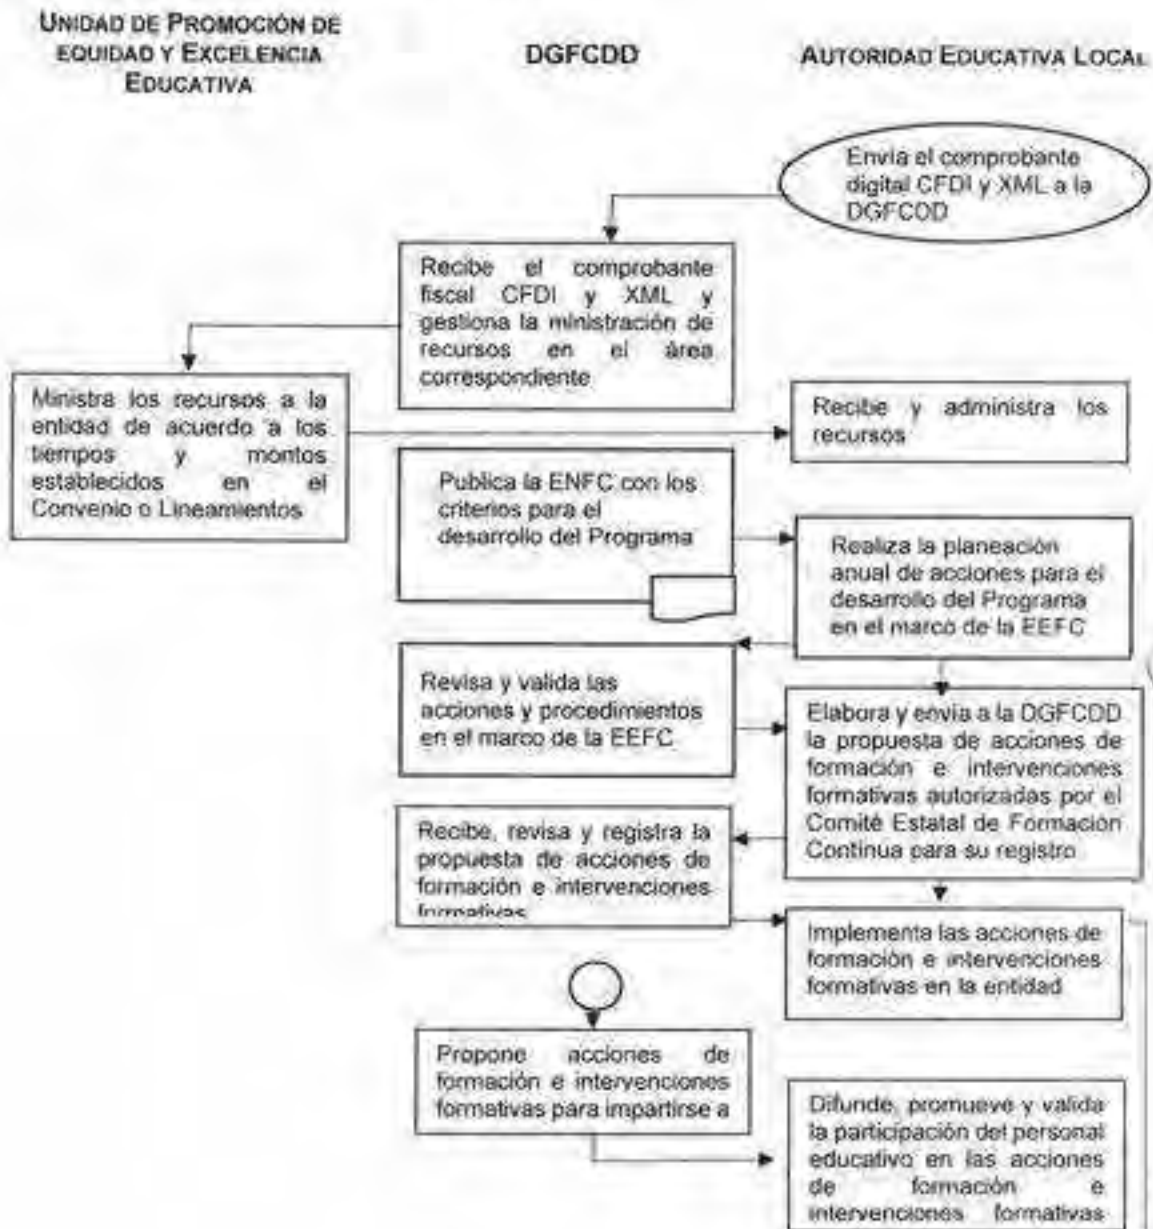 UNIDAD DE PROMOCIÓN DE
EQUIDAD Y EXCELENCIA
EDUCATIVA
DGFCDD
AUTORIDAD EDUCATIVA LOCAL
Envía el comprobante
digital CFDI y XML a la
DGFCOD
Recibe el comprobante
fiscal CFDI y XML y
gestiona la ministración de
recursos en el área
correspondiente
Ministra los recursos a la
entidad de acuerdo a los
tiempos y montos
establecidos en el
Convenio o Lineamientos
Recibe y administra los
recursos
Publica la ENFC con los
criterios para el
desarrollo del Programa
Realiza la planeación
anual de acciones para el
desarrollo del Programa
en el marco de la EEFC
Revisa y valida las
acciones y procedimientos
en el marco de la EEFC
Elabora y envía a la DGFCDD
la propuesta de acciones de
formación e intervenciones
formativas autorizadas por el
Comité Estatal de Formación
Continua para su registro
Recibe, revisa y registra la
propuesta de acciones de
formación e intervenciones
formativas
Implementa las acciones de
formación e intervenciones
formativas en la entidad
Propone acciones de
formación e intervenciones
formativas para impartirse a
Difunde, promueve y valida
la participación del personal
educativo en las acciones
de formación e
intervenciones formativas